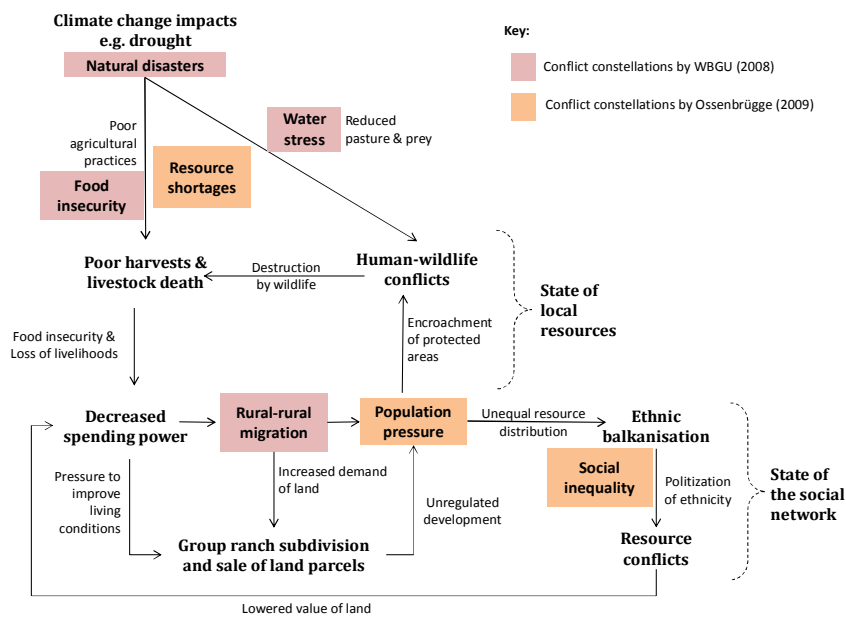 Climate change impacts
e.g. drought
Natural disasters
Key:
Conflict constellations by WBGU (2008)
Conflict constellations by Ossenbrügge (2009)
Poor
agricultural
practices
Water
stress
Reduced
pasture & prey
Resource
shortages
Food
insecurity
Poor harvests &
livestock death
Destruction
by wildlife
Human-wildlife
conflicts
State of
local
resources
Food insecurity &
Loss of livelihoods
Encroachment
of protected
areas
Decreased
spending power
Rural-rural
migration
Population
pressure
Unequal resource
distribution
Ethnic
balkanisation
Pressure to
improve
living
conditions
Increased demand
of land
Unregulated
development
Social
inequality
Politization
of ethnicity
State of
the social
network
Group ranch subdivision
and sale of land parcels
Resource
conflicts
Lowered value of land